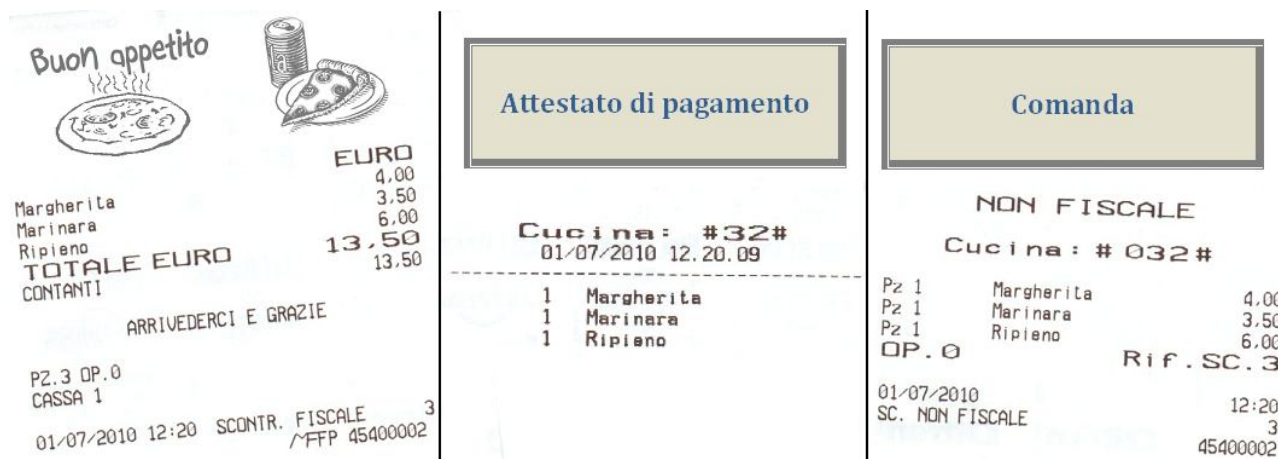 Buon appetito
EURO
Margherita 4,00
Marinara 3,50
Ripieno 6,00
TOTALE EURO 13,50
CONTANTI 13,50
ARRIVEDERCI E GRAZIE
PZ.3 OP.0
CASSA 1
01/07/2010 12:20 SCONTR. FISCALE 3
MFFP 45400002
Attestato di pagamento
Cucina: #32#
01/07/2010 12.20.09
1 Margherita
1 Marinara
1 Ripieno
Comanda
NON FISCALE
Cucina: # 032#
Pz 1 Margherita 4.00
Pz 1 Marinara 3.50
Pz 1 Ripieno 6.00
OP.0 Rif.SC.3
01/07/2010 12:20
SC. NON FISCALE 3
45400002